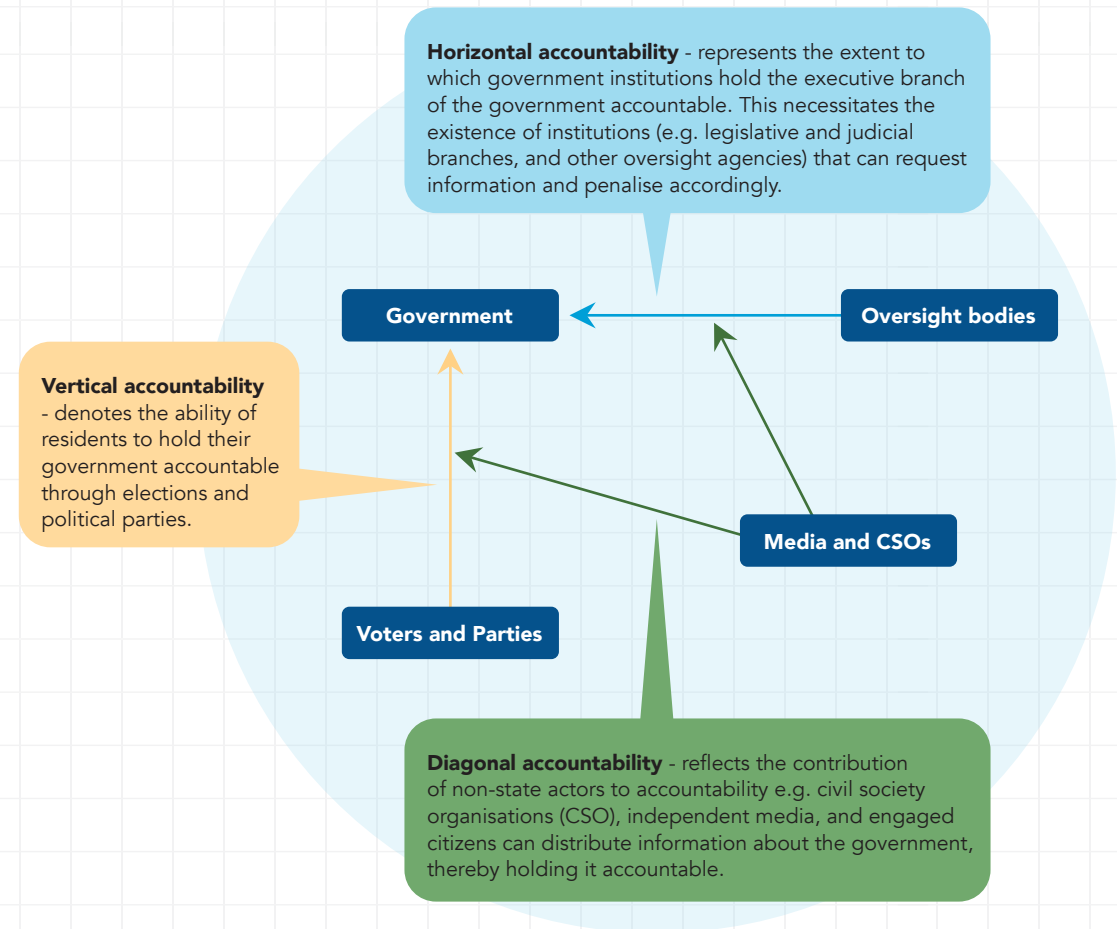 Horizontal accountability - represents the extent to
which government institutions hold the executive branch
of the government accountable. This necessitates the
existence of institutions (e.g. legislative and judicial
branches, and other oversight agencies) that can request
information and penalise accordingly.
Government
Oversight bodies
Vertical accountability
- denotes the ability of
residents to hold their
government accountable
through elections and
political parties.
Media and CSOs
Voters and Parties
Diagonal accountability - reflects the contribution
of non-state actors to accountability e.g. civil society
organisations (CSO), independent media, and engaged
citizens can distribute information about the government,
thereby holding it accountable.